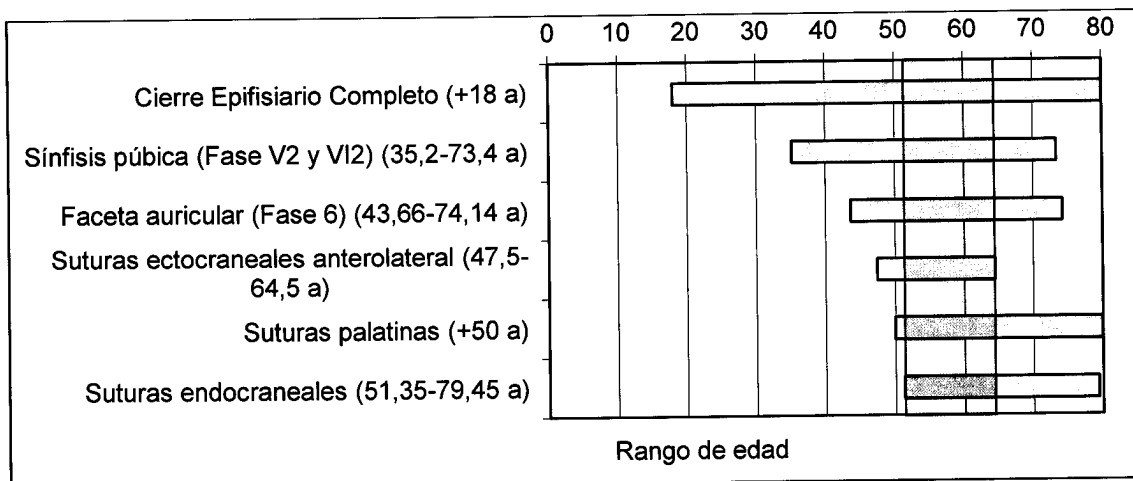 0 10 20 30 40 50 60 70 80
Cierre Epifisiario Completo (+18 a)
Sínfisis púbica (Fase V2 y VI2) (35,2-73,4 a)
Faceta auricular (Fase 6) (43,66-74,14 a)
Suturas ectocraneales anterolateral (47,5-
64,5 a)
Suturas palatinas (+50 a)
Suturas endocraneales (51,35-79,45 a)
Rango de edad